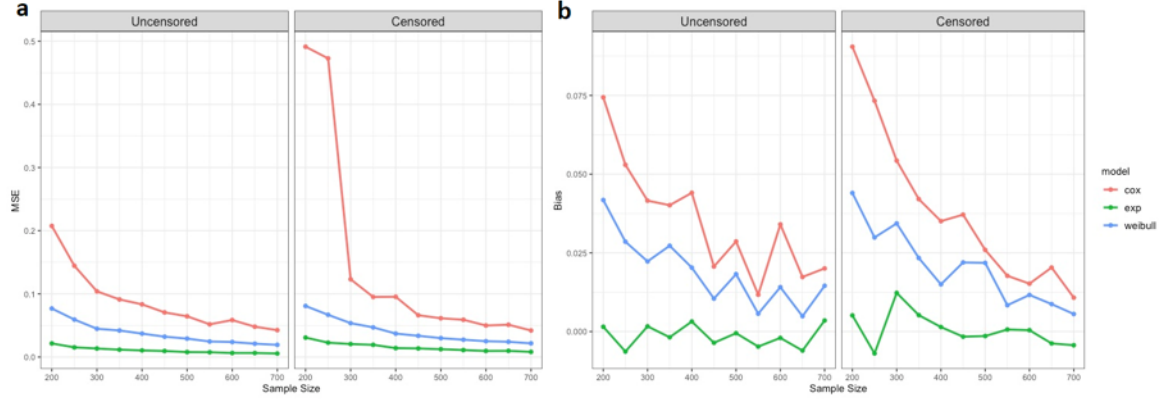 a
Uncensored
Censored
0.5
0.4
0.3
0.2
0.1
0.0
MSE
200 300 400 500 600 700
200 300 400 500 600 700
Sample Size
b
Uncensored
Censored
0.075
0.050
0.025
0.000
Bias
200 300 400 500 600 700
200 300 400 500 600 700
Sample Size
model
cox
exp
weibull